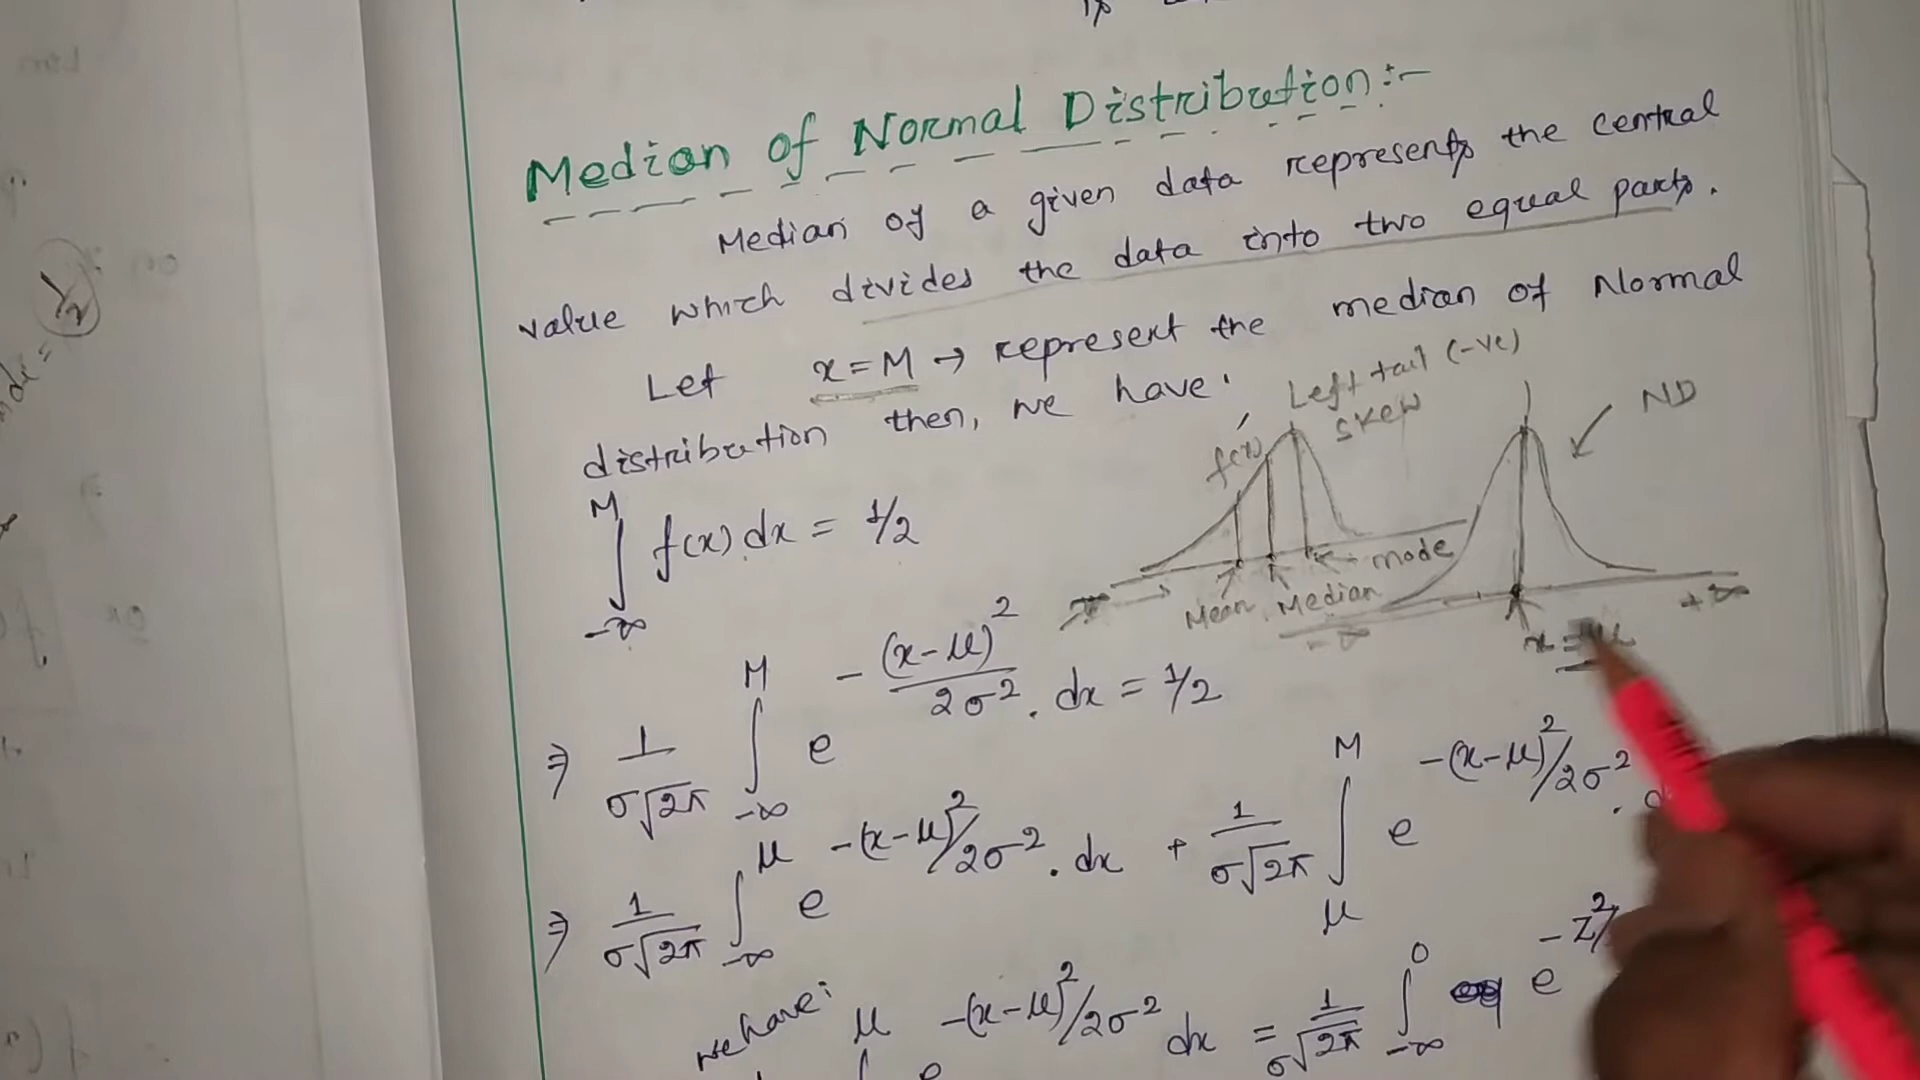 Median of Normal Distribution:-
Median of a given data represents the central
value which divides the data into two equal parts.
Let x = M → represent the median of Normal
distribution then, we have.
Left tail (-ve)
skew
ND
f(x)
M
∫ f(x) dx = 1/2
-∞
mode
Mean Median
-∞
+∞
x = μ
⇒ 1/σ√2π ∫_{-∞}^{M} e^{-(x-μ)²/2σ²} . dx = 1/2
⇒ 1/σ√2π ∫_{-∞}^{μ} e^{-(x-μ)²/2σ²} . dx + 1/σ√2π ∫_{μ}^{M} e^{-(x-μ)²/2σ²} . d
we have:
μ -(x-μ)²/2σ² dx = 1/σ√2π ∫_{-∞}^{0} e^{-z²/
e